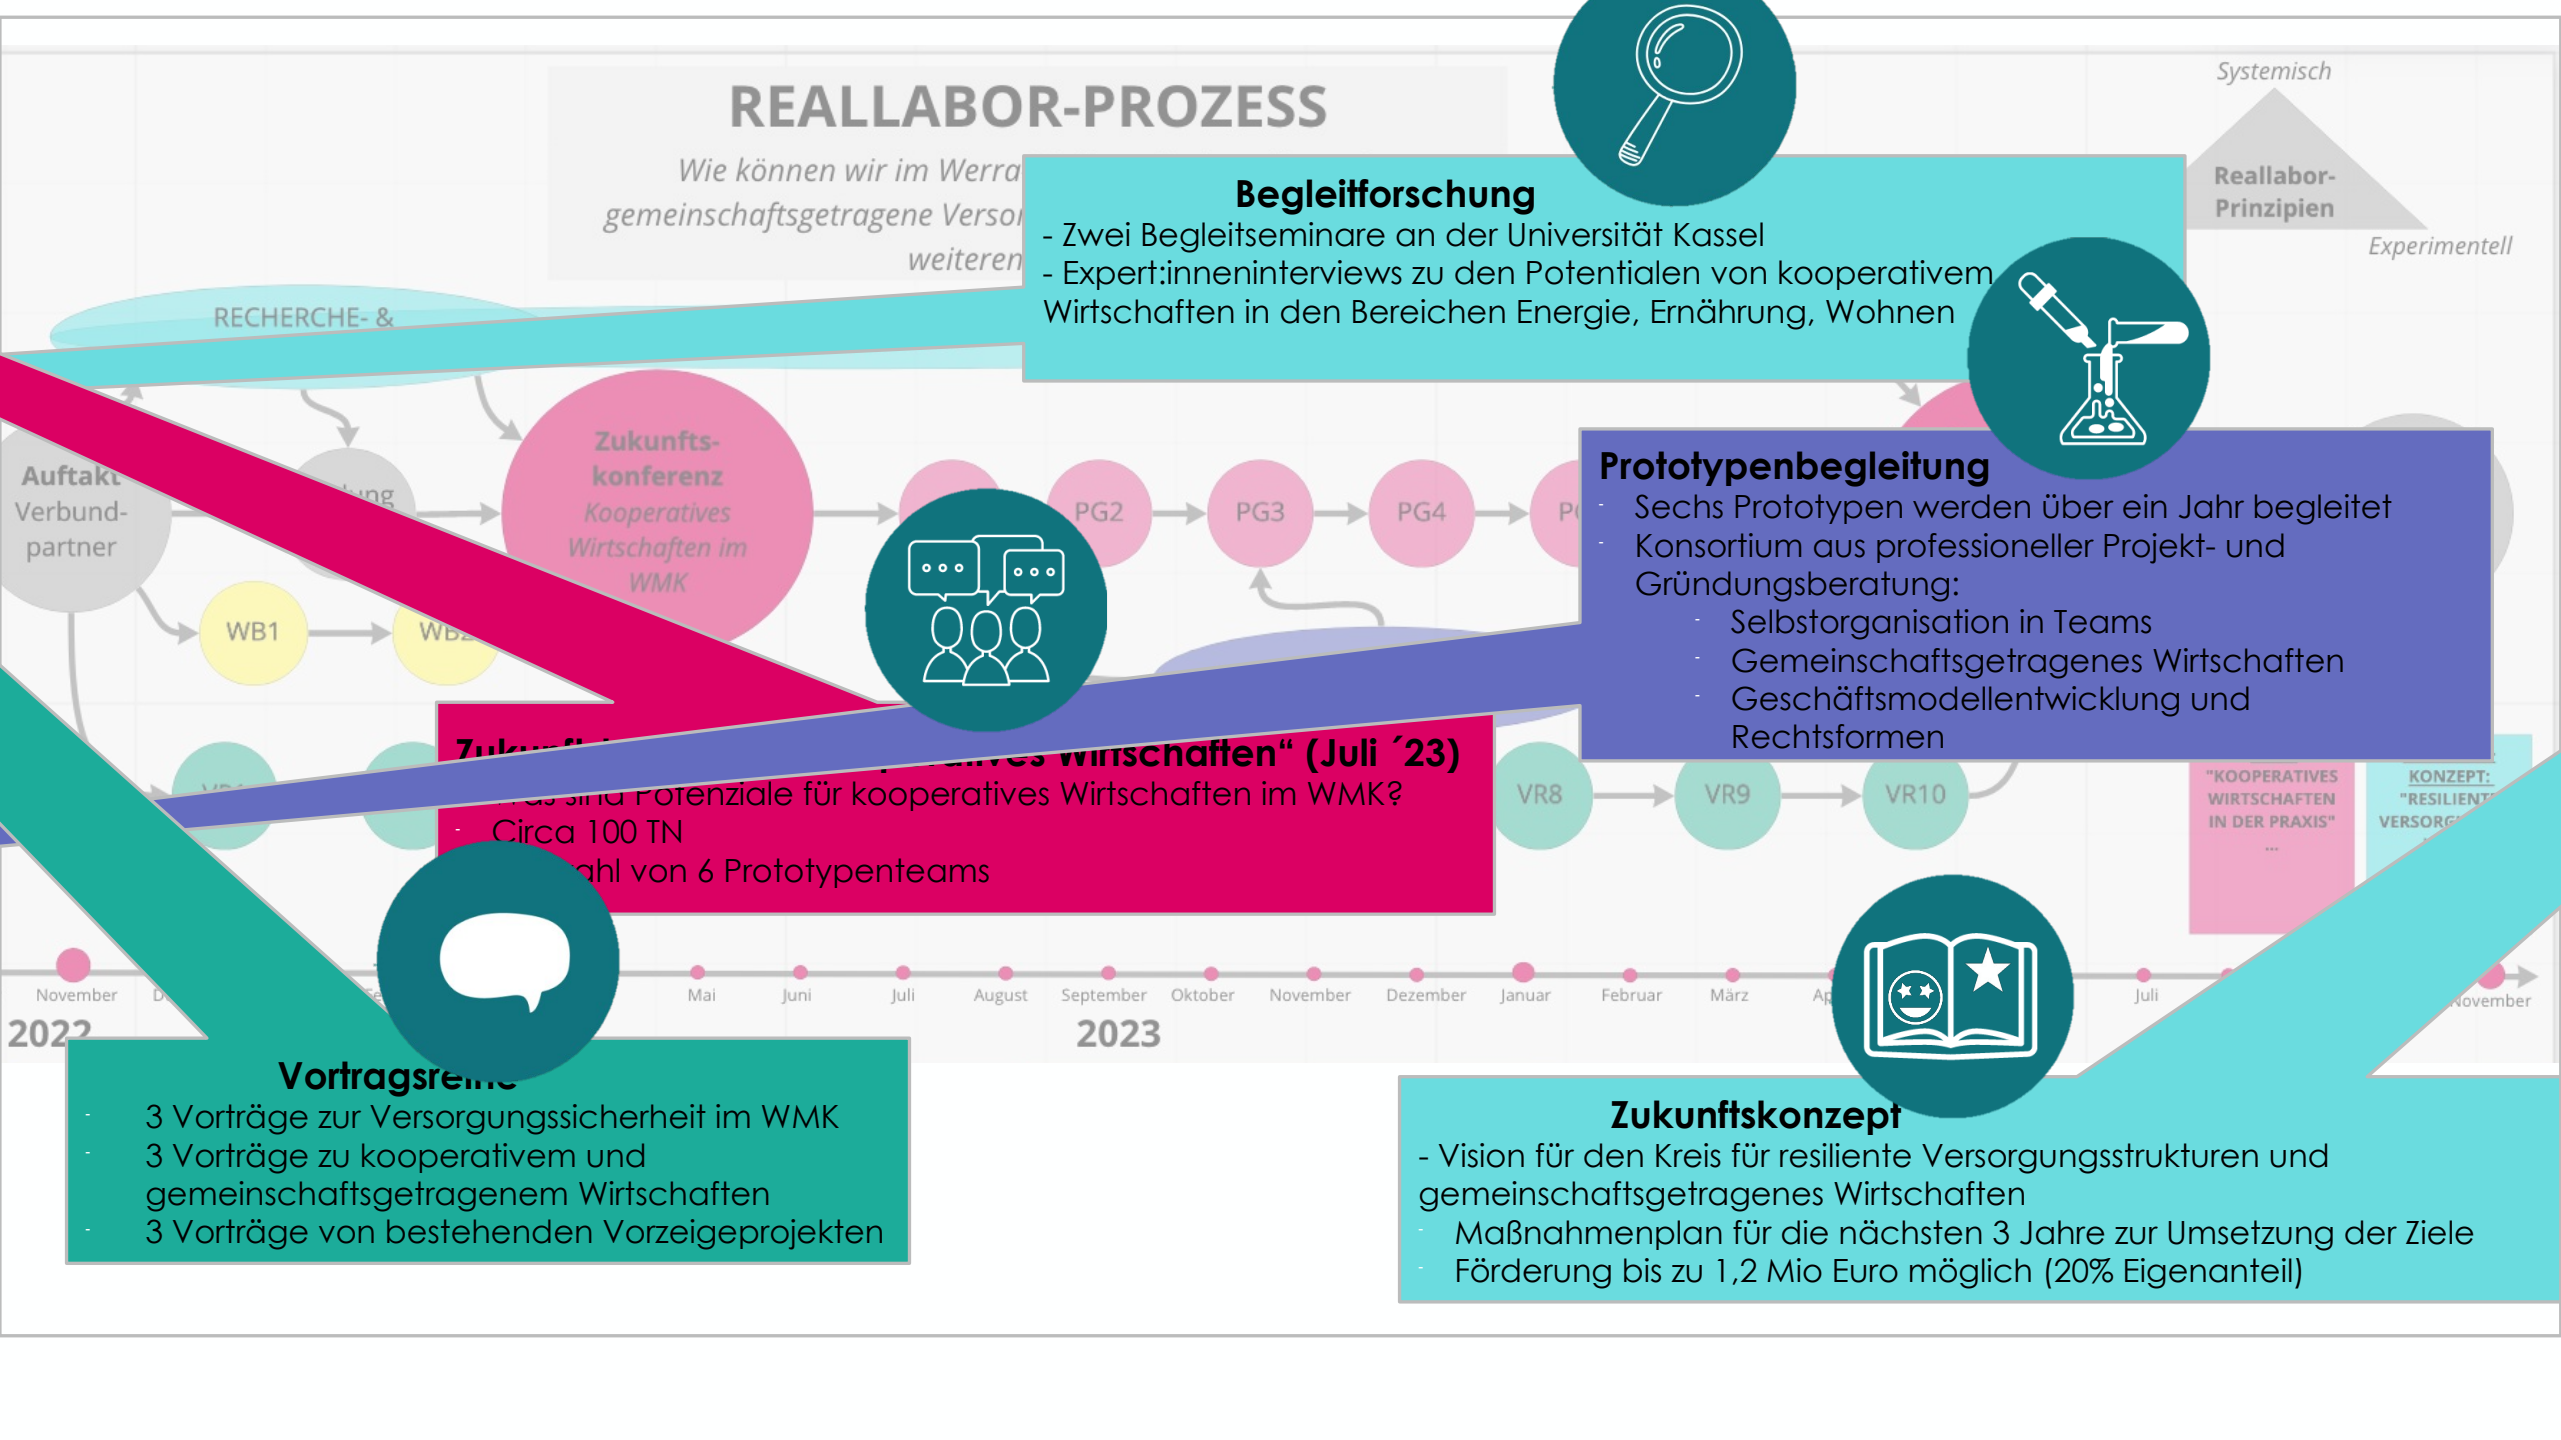 Systemisch
REALLABOR-PROZESS
Reallabor-
Prinzipien
Experimentell
Wie können wir im
gemeinschaftsgetragene
weiteren
Begleitforschung
- Zwei Begleitseminare an der Universität Kassel
- Expert:inneninterviews zu den Potentialen von kooperativem
Wirtschaften in den Bereichen Energie, Ernährung, Wohnen
RECHERCHE- &
Auftakt
Verbund-
partner
Zukunfts-
konferenz
Kooperatives
Wirtschaften im
WMK
PG2
PG3
PG4
WB1
Prototypenbegleitung
- Sechs Prototypen werden über ein Jahr begleitet
- Konsortium aus professioneller Projekt- und
Gründungsberatung:
- Selbstorganisation in Teams
- Gemeinschaftsgetragenes Wirtschaften
- Geschäftsmodellentwicklung und
Rechtsformen
Wirtschaften“ (Juli ´23)
sind Potenziale für kooperatives Wirtschaften im WMK?
- Circa 100 TN
von 6 Prototypenteams
VR8
VR9
VR10
"KOOPERATIVES
WIRTSCHAFTEN
IN DER PRAXIS"
...
KONZEPT:
November
Mai
Juni
Juli
August
September
Oktober
November
Dezember
Januar
Februar
März
Juli
November
2022
2023
Vortragsreihe
- 3 Vorträge zur Versorgungssicherheit im WMK
- 3 Vorträge zu kooperativem und
gemeinschaftsgetragenem Wirtschaften
- 3 Vorträge von bestehenden Vorzeigeprojekten
Zukunftskonzept
- Vision für den Kreis für resiliente Versorgungsstrukturen und
gemeinschaftsgetragenes Wirtschaften
- Maßnahmenplan für die nächsten 3 Jahre zur Umsetzung der Ziele
- Förderung bis zu 1,2 Mio Euro möglich (20% Eigenanteil)